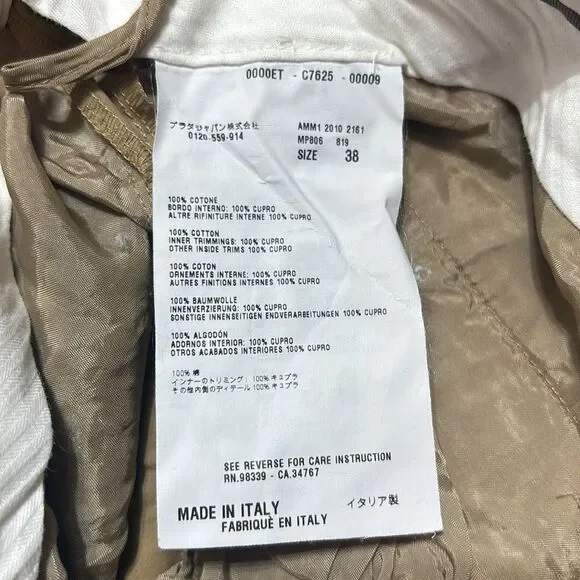 0000ET - C7625 - 00009
プラダジャパン株式会社
0120-559-914
AMM1 2010 2161
MP806 819
SIZE 38
100% COTONE
BORDO INTERNO: 100% CUPRO
ALTRE RIFINITURE INTERNE 100% CUPRO
100% COTTON
INNER TRIMMINGS: 100% CUPRO
OTHER INSIDE TRIMS 100% CUPRO
100% COTON
ORNEMENTS INTERNE: 100% CUPRO
AUTRES FINITIONS INTERNES 100% CUPRO
100% BAUMWOLLE
INNENVERZIERUNG: 100% CUPRO
SONSTIGE INNENSEITIGEN ENDVERARBEITUNGEN 100% CUPRO
100% ALGODÓN
ADORNOS INTERIOR: 100% CUPRO
OTROS ACABADOS INTERIORES 100% CUPRO
100% 綿
インナーのトリミング: 100% キュプラ
その他内側のディテール 100% キュプラ
SEE REVERSE FOR CARE INSTRUCTION
RN.98339 - CA.34767
MADE IN ITALY イタリア製
FABRIQUÈ EN ITALY